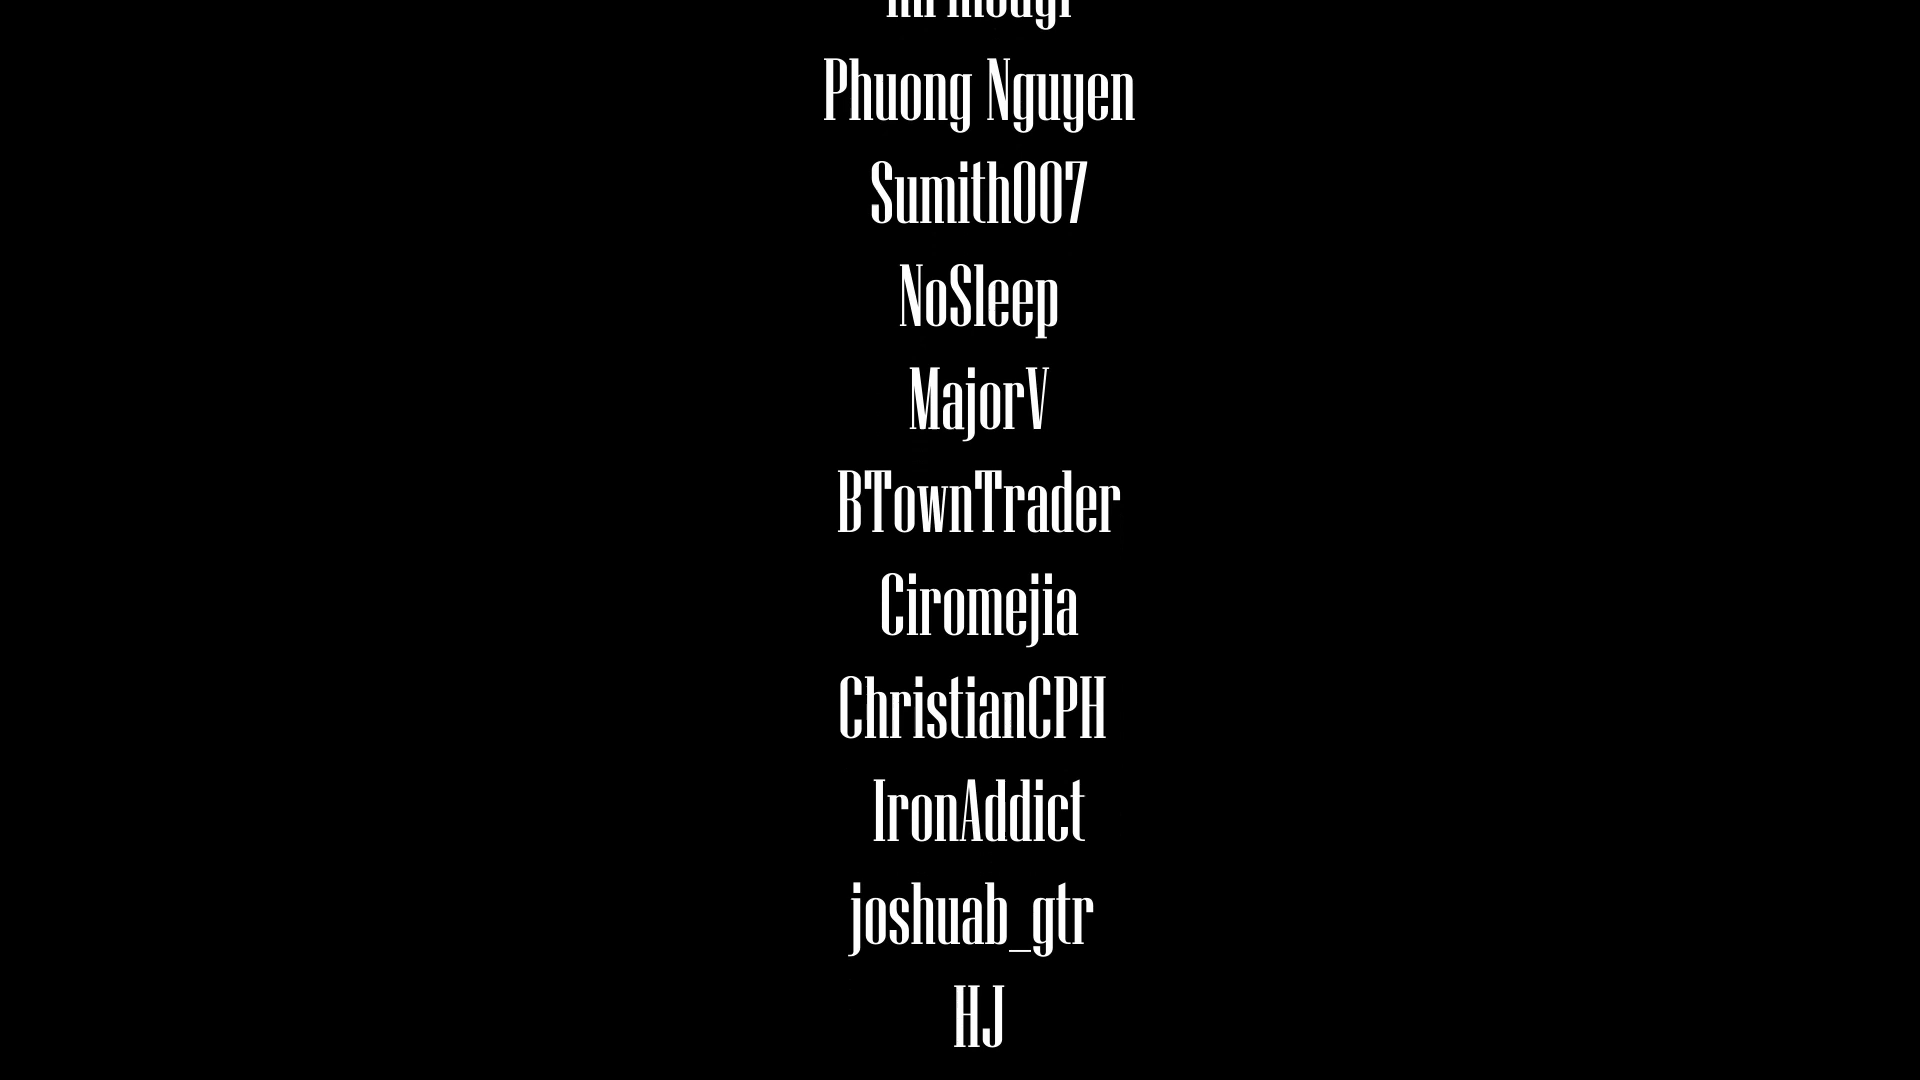 Phuong Nguyen
Sumith007
NoSleep
MajorV
BTownTrader
Ciromejia
ChristianCPH
IronAddict
joshuab_gtr
HJ